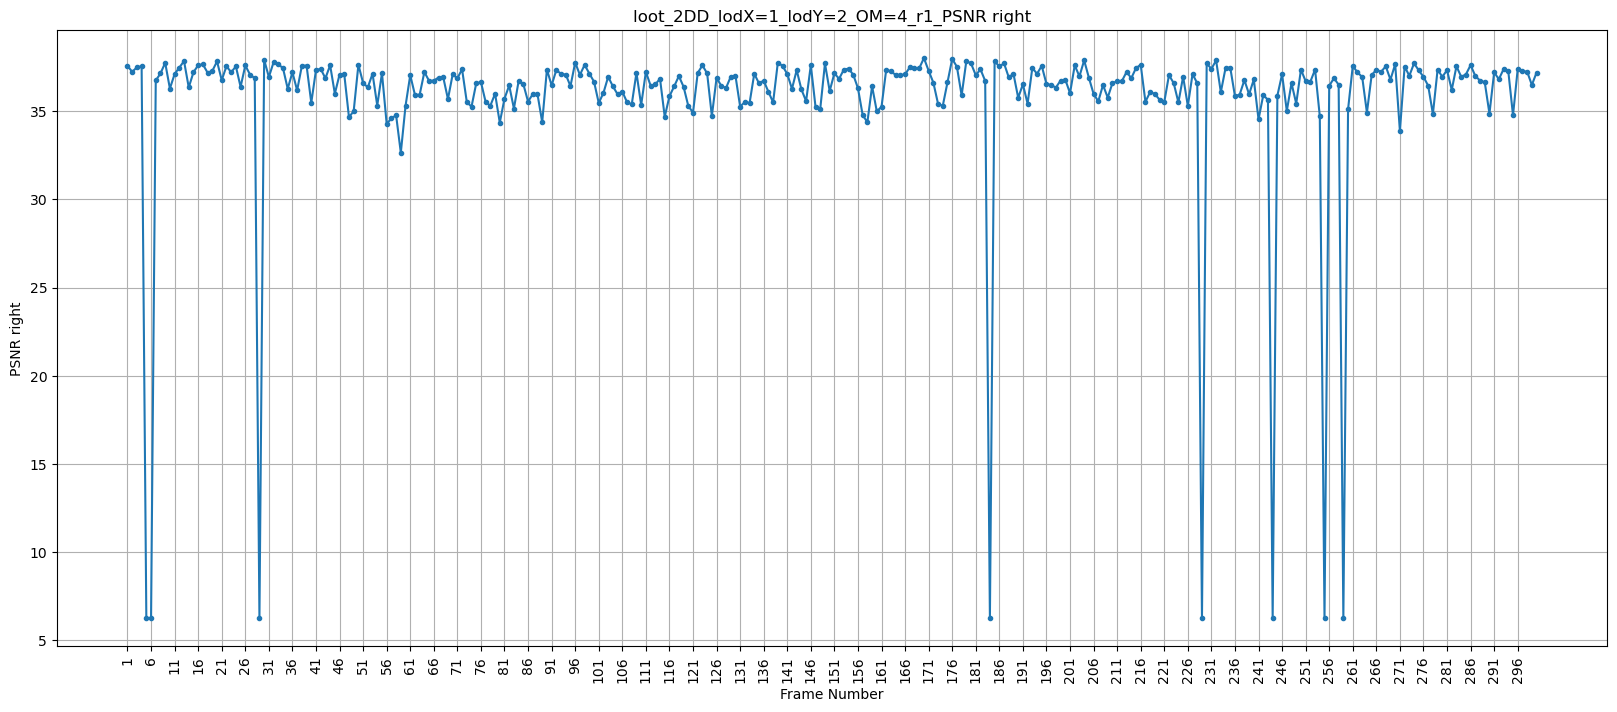 loot_2DD_lodX=1_lodY=2_OM=4_r1_PSNR right
PSNR right
35
30
25
20
15
10
5
1 6 11 16 21 26 31 36 41 46 51 56 61 66 71 76 81 86 91 96 101 106 111 116 121 126 131 136 141 146 151 156 161 166 171 176 181 186 191 196 201 206 211 216 221 226 231 236 241 246 251 256 261 266 271 276 281 286 291 296
Frame Number